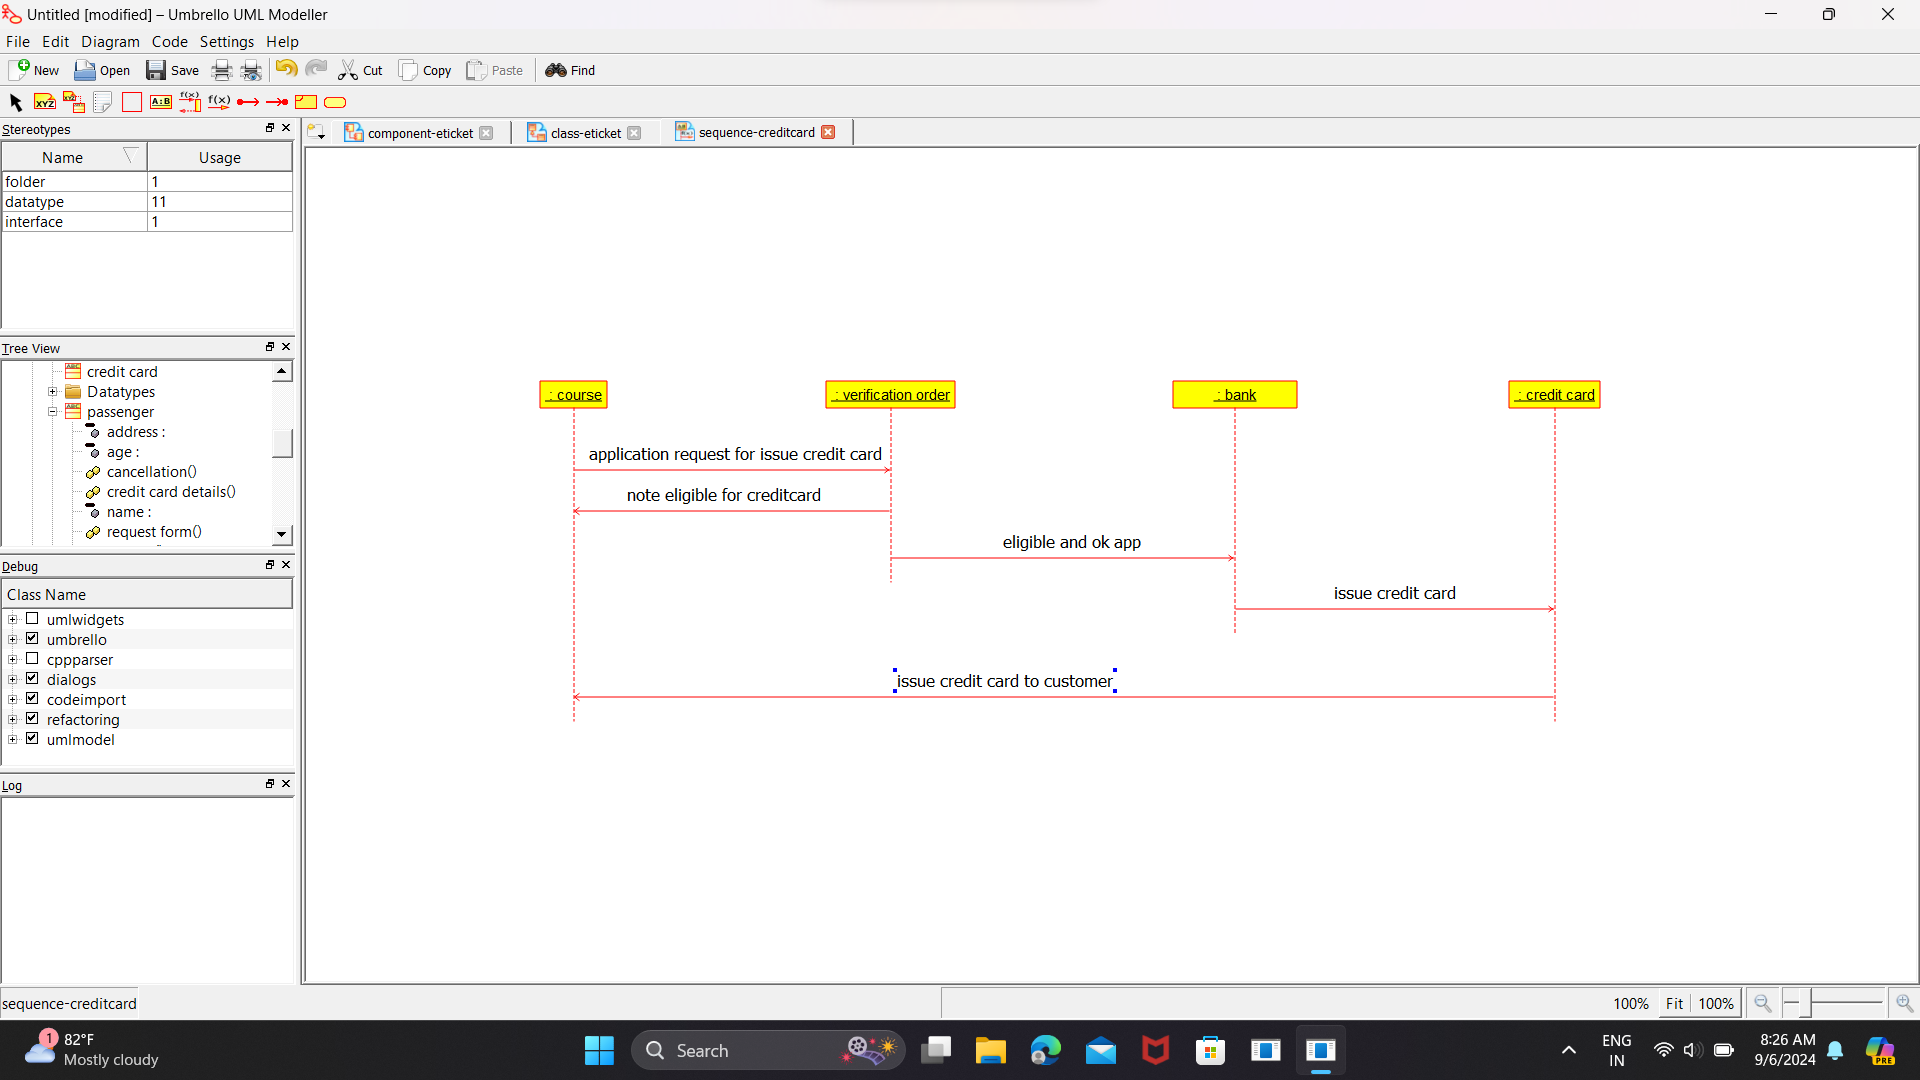 Untitled [modified] – Umbrello UML Modeller
File Edit Diagram Code Settings Help
New Open Save Cut Copy Paste Find
XYZ A:B f(x) f(x)
Stereotypes
component-eticket class-eticket sequence-creditcard
Name Usage
folder 1
datatype 11
interface 1
Tree View
credit card
Datatypes
passenger
address :
age :
cancellation()
credit card details()
name :
request form()
Debug
Class Name
umlwidgets
umbrello
cppparser
dialogs
codeimport
refactoring
umlmodel
Log
: course : verification order : bank : credit card
application request for issue credit card
note eligible for creditcard
eligible and ok app
issue credit card
issue credit card to customer
sequence-creditcard 100% Fit 100%
1 82°F
Mostly cloudy
Search
ENG
IN
8:26 AM
9/6/2024
PRE